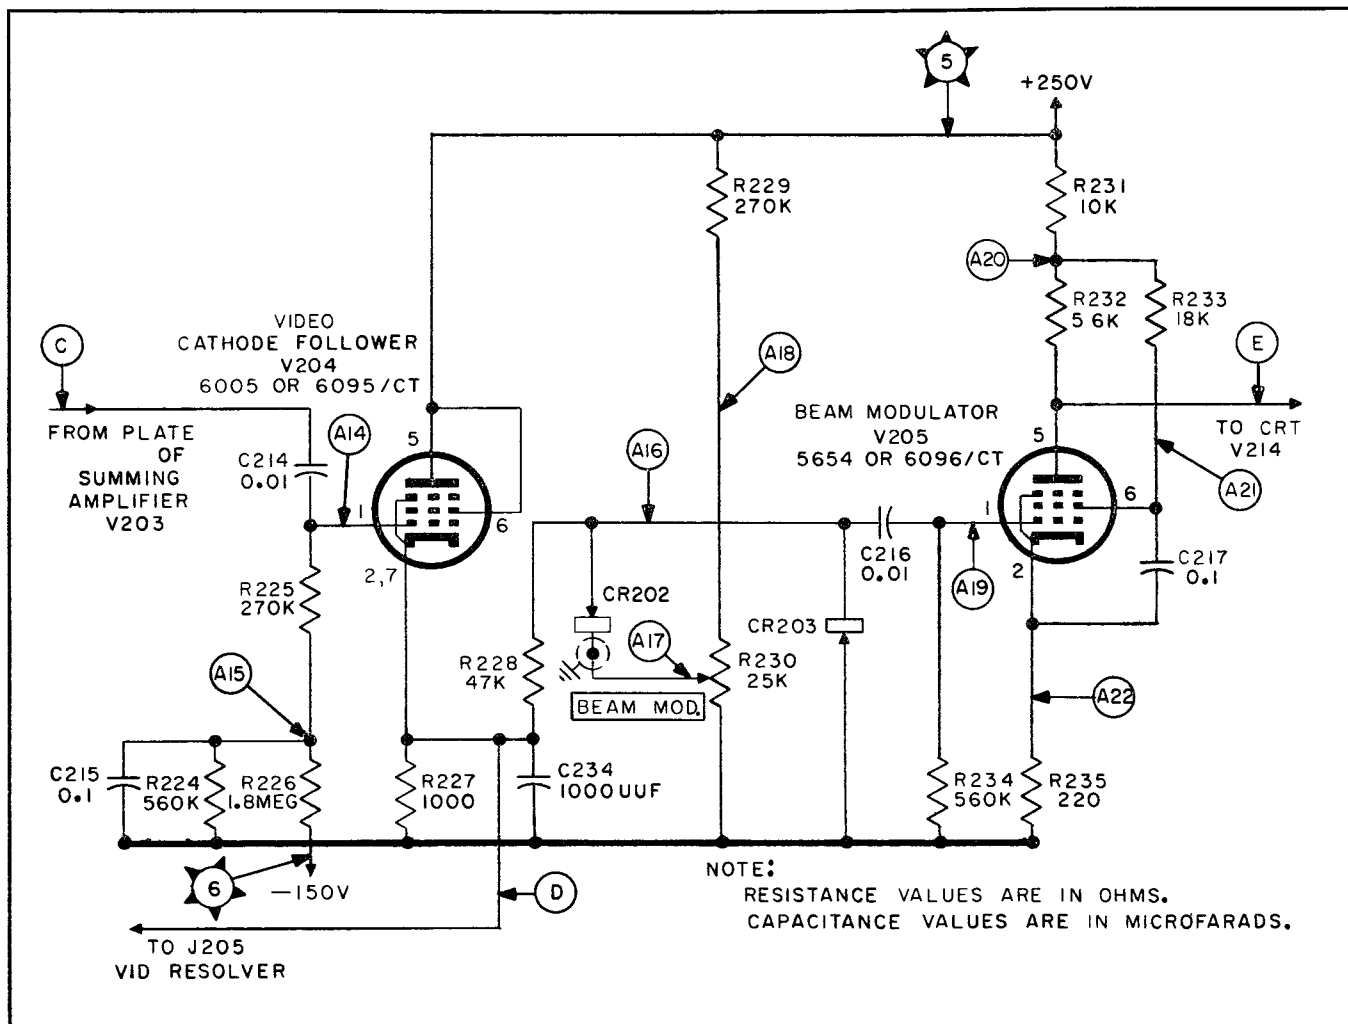 5
+250V
R229
270K
R231
10K
A20
R232
5 6K
R233
18K
VIDEO
CATHODE FOLLOWER
V204
6005 OR 6095/CT
C
FROM PLATE
OF
SUMMING
AMPLIFIER
V203
A14
C214
0.01
5
1
6
2,7
A18
E
TO CRT
V214
BEAM MODULATOR
V205
5654 OR 6096/CT
A16
5
1
6
2
A21
C216
0.01
A19
C217
0.1
R225
270K
CR202
CR203
A17
R228
47K
R230
25K
BEAM MOD.
A15
A22
C215
0.1
R224
560K
R226
1.8MEG
R227
1000
C234
1000UUF
R234
560K
R235
220
6
—150V
D
TO J205
VID RESOLVER
NOTE:
RESISTANCE VALUES ARE IN OHMS.
CAPACITANCE VALUES ARE IN MICROFARADS.